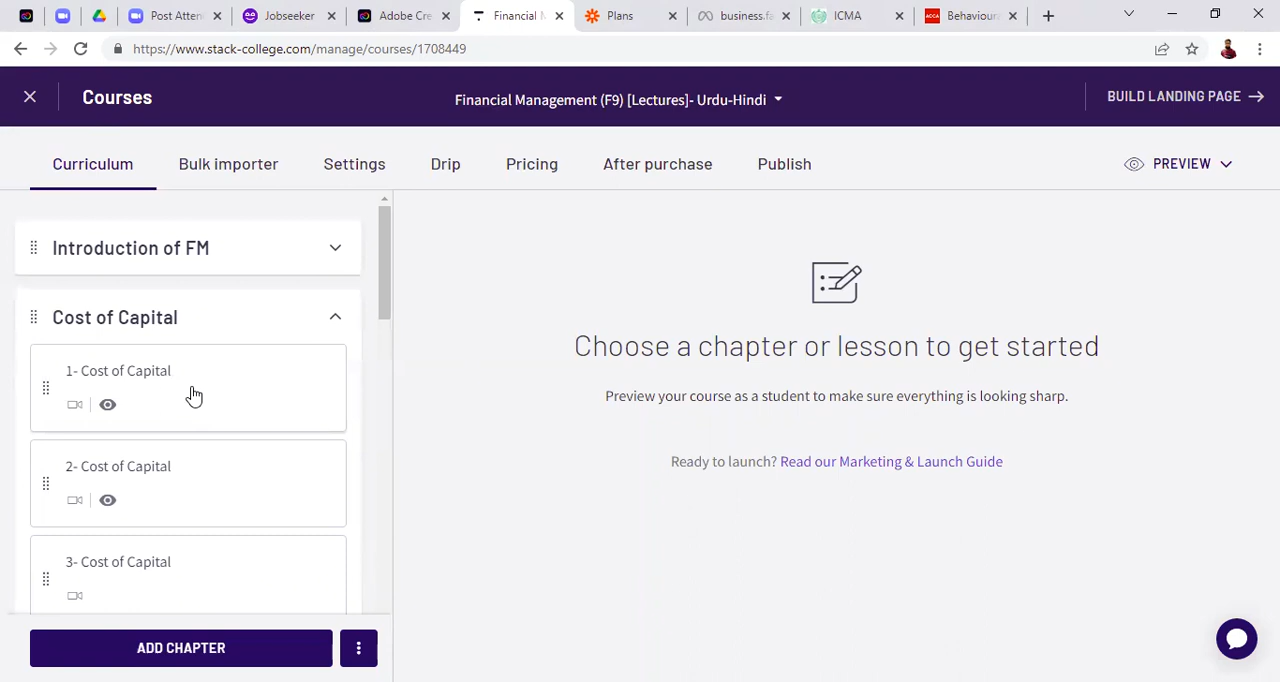 Post Atten
Jobseeker
Adobe Cre
Financial M
Plans
business.fa
ICMA
ACCA
Behavioura
https://www.stack-college.com/manage/courses/1708449
Courses
Financial Management (F9) [Lectures]- Urdu-Hindi
BUILD LANDING PAGE
Curriculum
Bulk importer
Settings
Drip
Pricing
After purchase
Publish
PREVIEW
Introduction of FM
Cost of Capital
1- Cost of Capital
2- Cost of Capital
3- Cost of Capital
ADD CHAPTER
Choose a chapter or lesson to get started
Preview your course as a student to make sure everything is looking sharp.
Ready to launch? Read our Marketing & Launch Guide